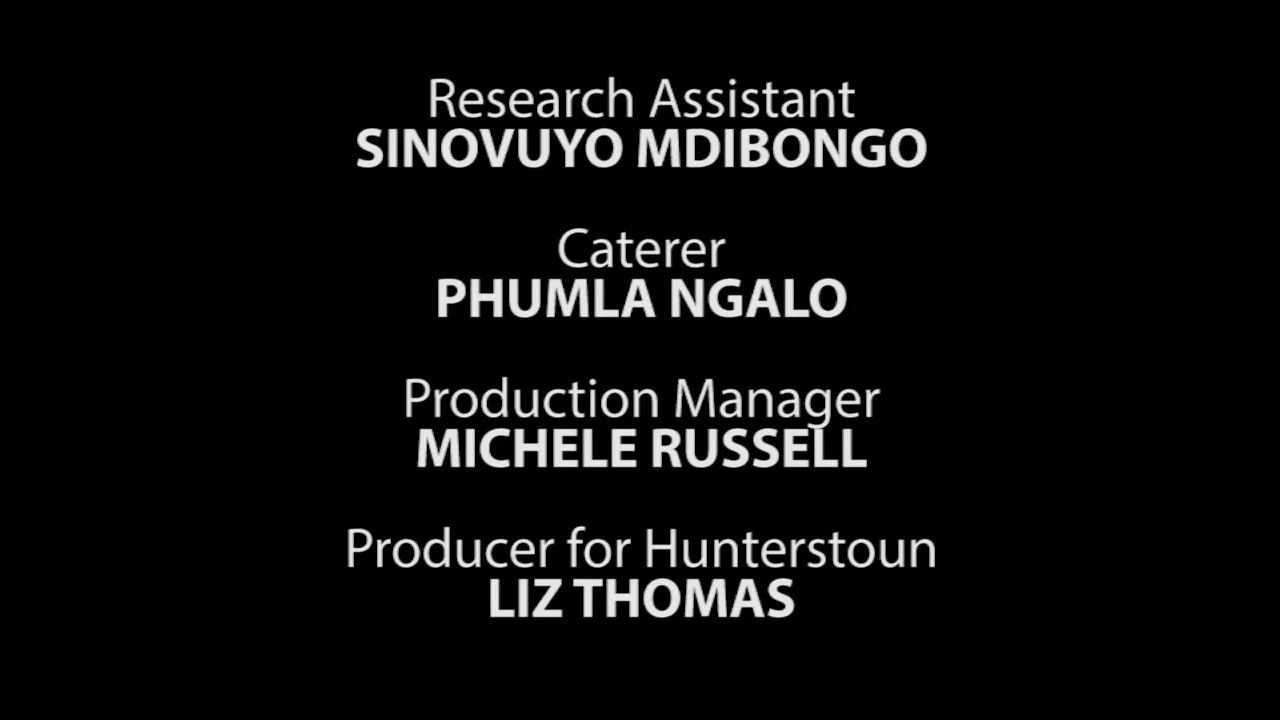 Research Assistant
SINOVUYO MDIBONGO
Caterer
PHUMLA NGALO
Production Manager
MICHELE RUSSELL
Producer for Hunterstoun
LIZ THOMAS